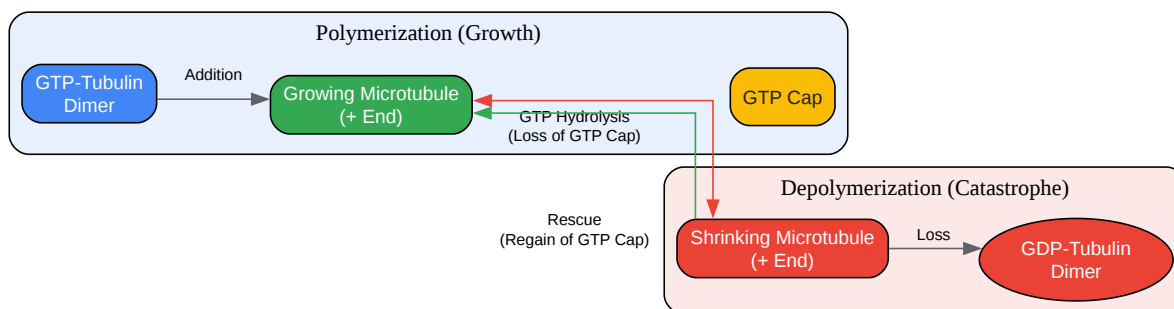 Polymerization (Growth)
GTP-Tubulin
Dimer
Addition
Growing Microtubule
(+ End)
GTP Cap
GTP Hydrolysis
(Loss of GTP Cap)
Depolymerization (Catastrophe)
Rescue
(Regain of GTP Cap)
Shrinking Microtubule
(+ End)
Loss
GDP-Tubulin
Dimer